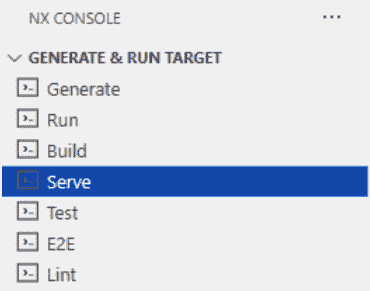 NX CONSOLE
GENERATE & RUN TARGET
Generate
Run
Build
Serve
Test
E2E
Lint